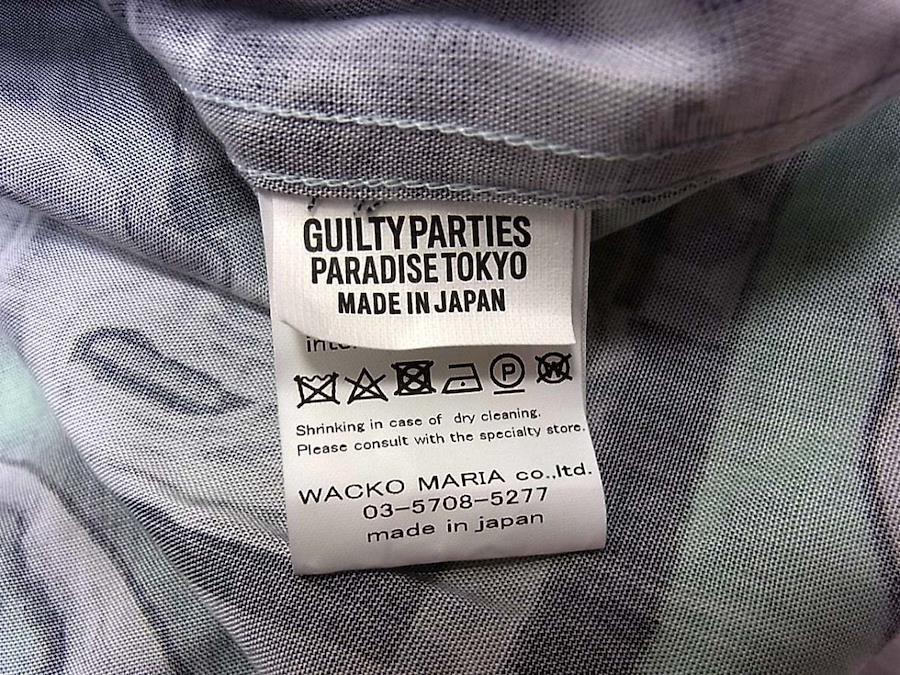 GUILTY PARTIES
PARADISE TOKYO
MADE IN JAPAN
P
W
Shrinking in case of dry cleaning.
Please consult with the specialty store.
WACKO MARIA co.,ltd.
03-5708-5277
made in japan